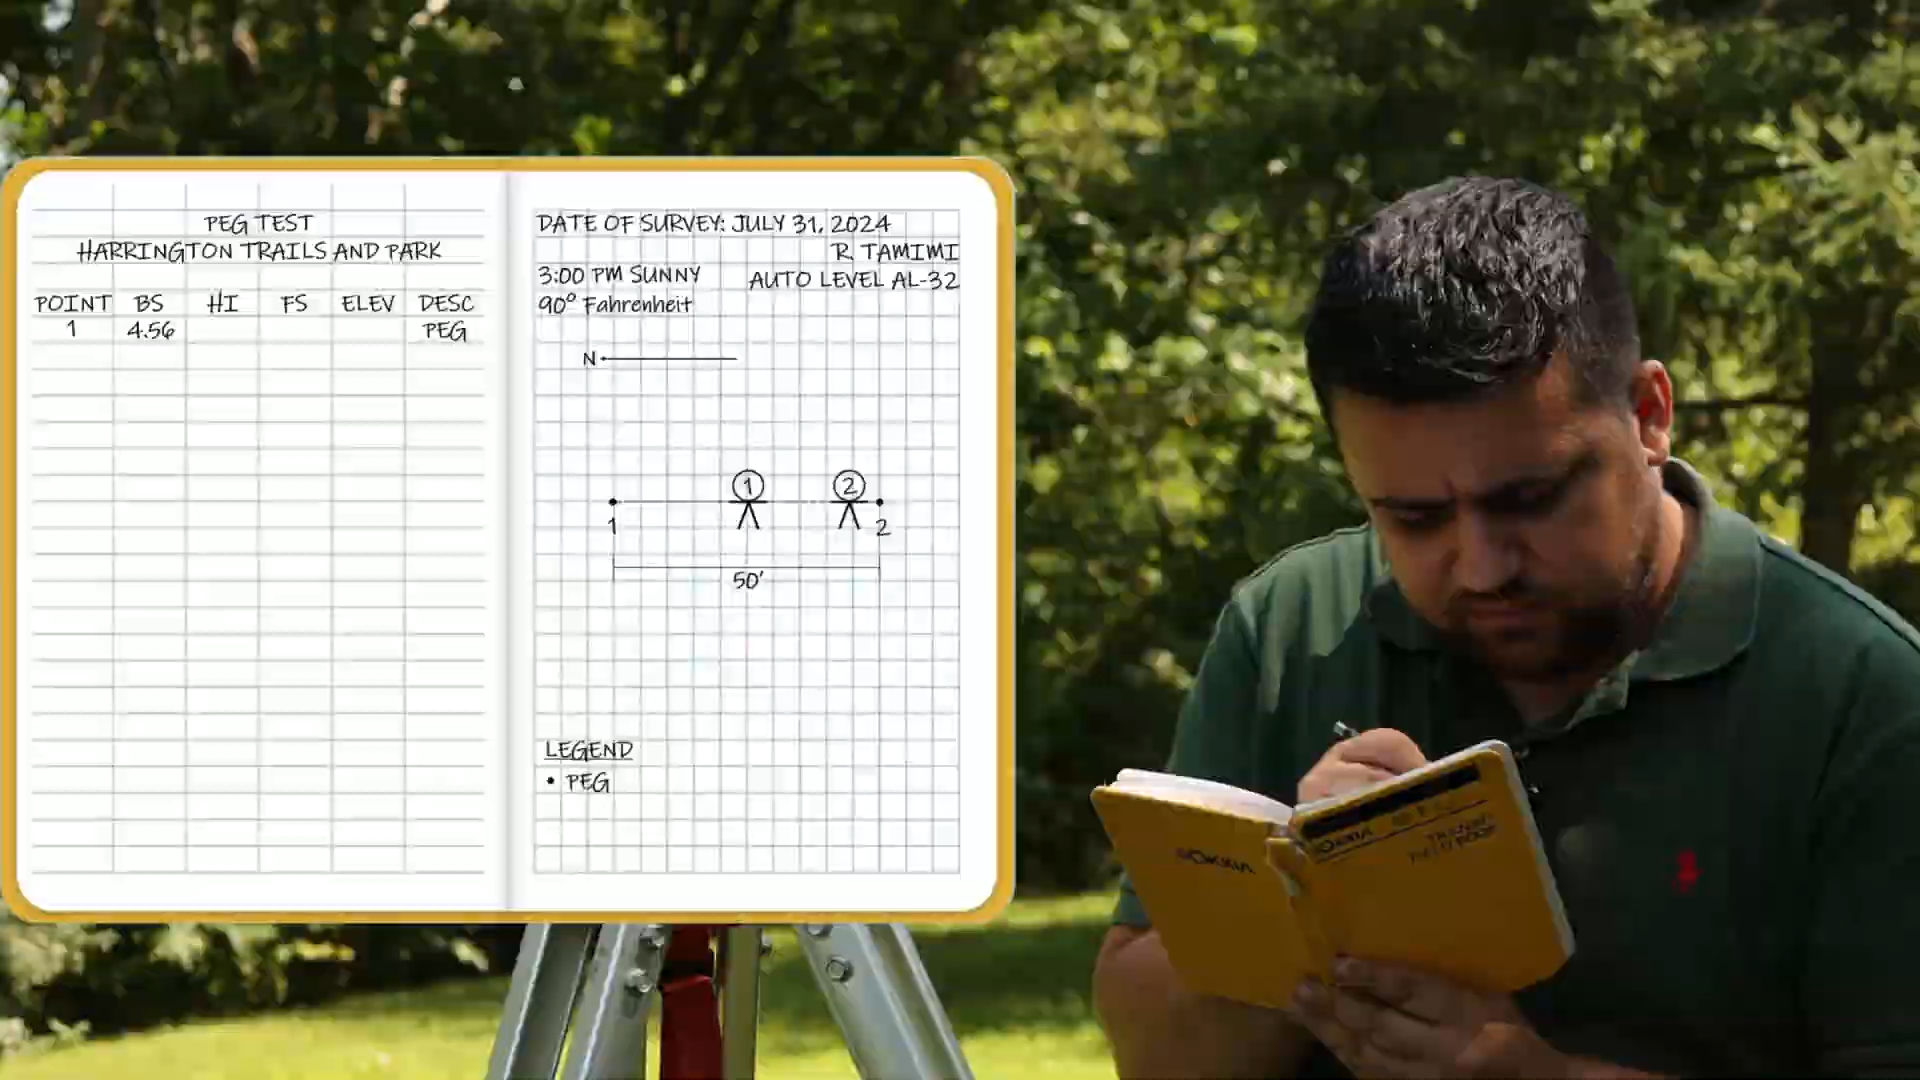 PEG TEST
HARRINGTON TRAILS AND PARK
POINT BS HI FS ELEV DESC
1 4.56 PEG
DATE OF SURVEY: JULY 31, 2024
R. TAMIMI
3:00 PM SUNNY
AUTO LEVEL AL-32
90° Fahrenheit
N
1 2
1 2
50'
LEGEND
• PEG
SOKKIA
SOKKIA